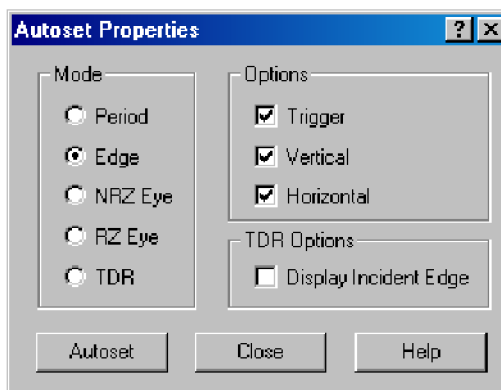 Autoset Properties
Mode
Period
Edge
NRZ Eye
RZ Eye
TDR
Options
Trigger
Vertical
Horizontal
TDR Options
Display Incident Edge
Autoset
Close
Help